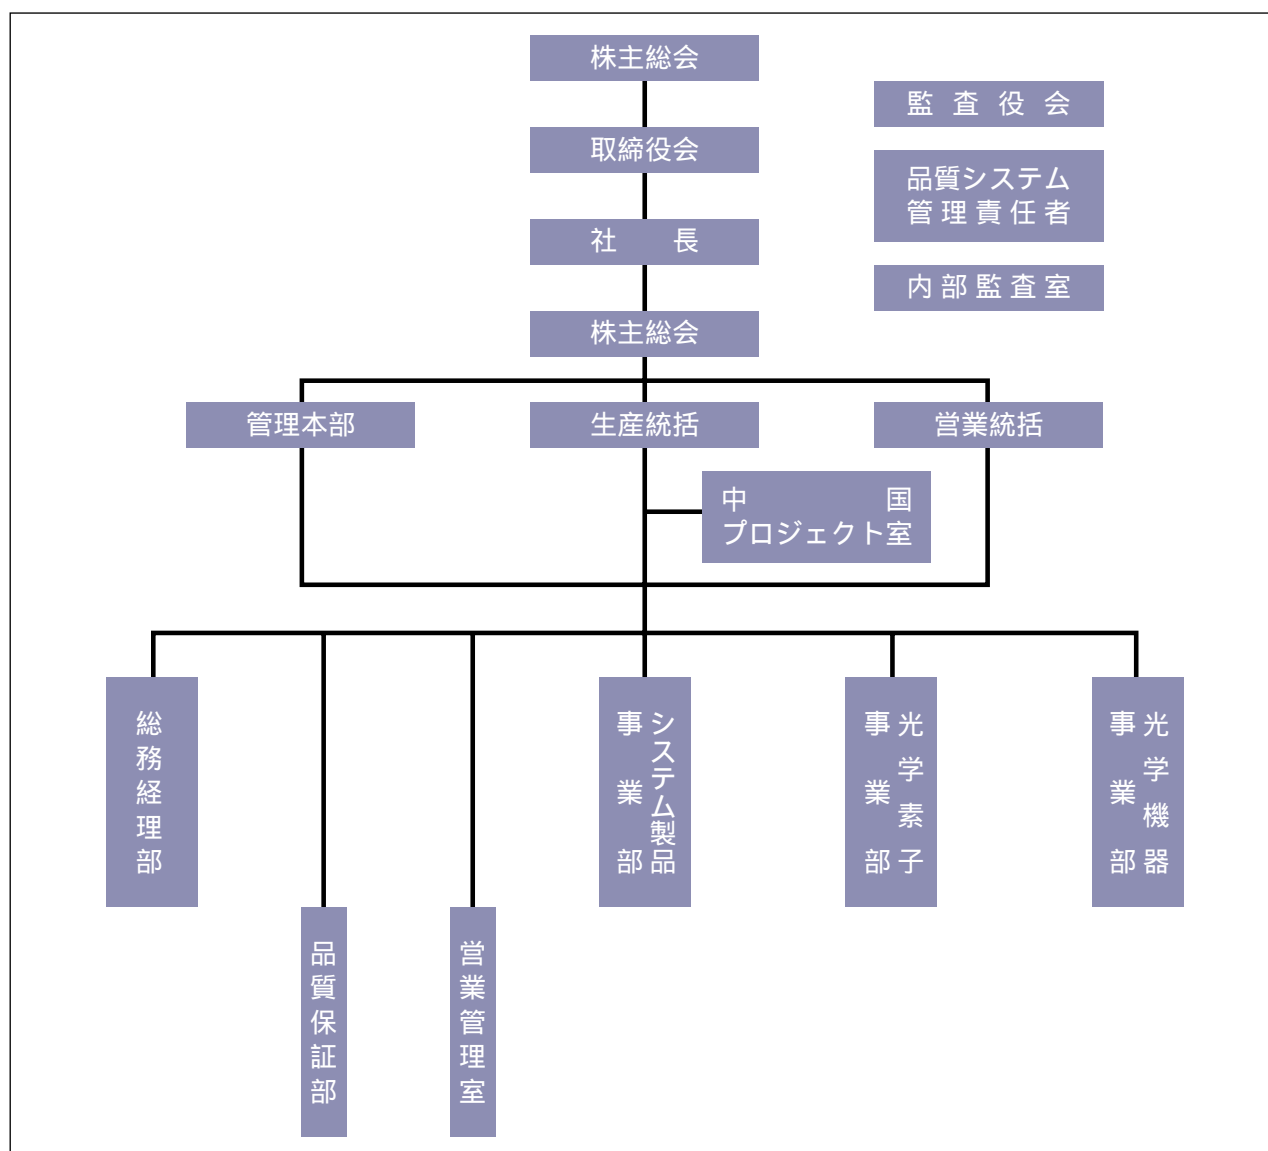 株主総会
取締役会
社長
株主総会
監査役会
品質システム
管理責任者
内部監査室
管理本部
生産統括
営業統括
中国
プロジェクト室
総務経理部
品質保証部
営業管理室
システム製品
事業部
光学素子
事業部
光学機器
事業部